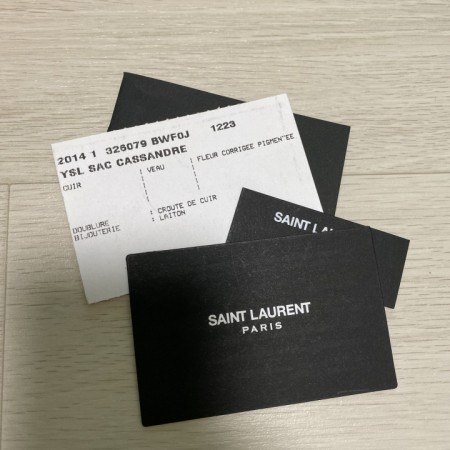 2014 1 326079 BWF0J 1223
YSL SAC CASSANDRE
CUIR : VEAU : FLEUR CORRIGEE PIGMENTEE
DOUBLURE : CROUTE DE CUIR
BIJOUTERIE : LAITON
SAINT LA
SAINT LAURENT
PARIS